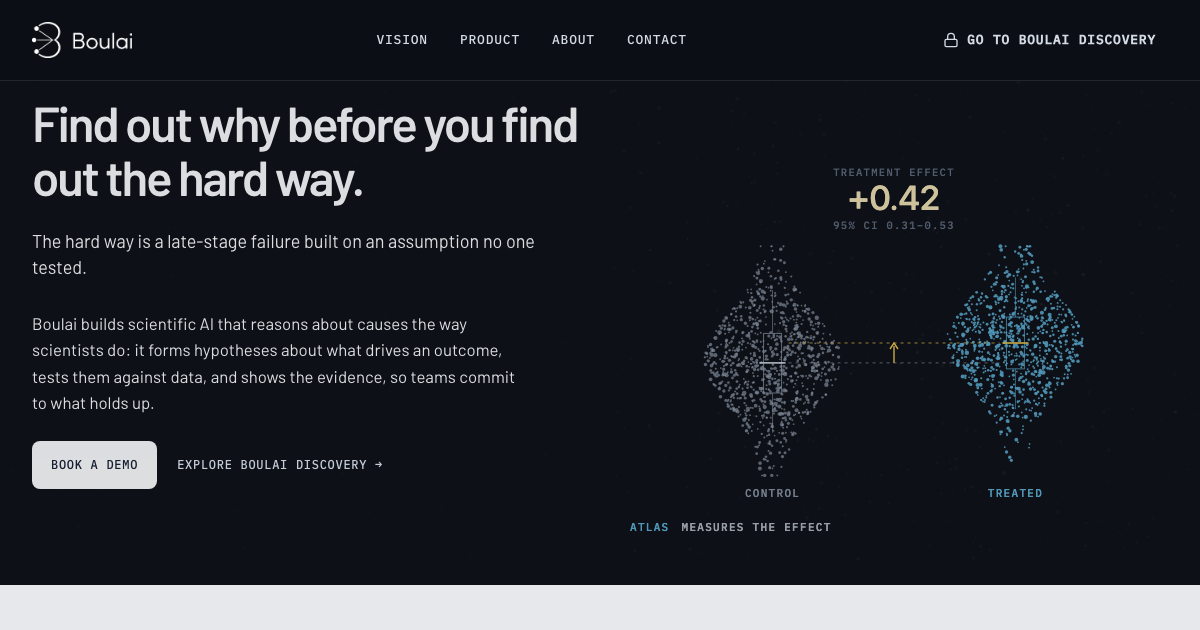 Boulai
VISION
PRODUCT
ABOUT
CONTACT
GO TO BOULAI DISCOVERY
Find out why before you find
out the hard way.
The hard way is a late-stage failure built on an assumption no one
tested.
Boulai builds scientific AI that reasons about causes the way
scientists do: it forms hypotheses about what drives an outcome,
tests them against data, and shows the evidence, so teams commit
to what holds up.
BOOK A DEMO
EXPLORE BOULAI DISCOVERY →
TREATMENT EFFECT
+0.42
95% CI 0.31–0.53
CONTROL
TREATED
ATLAS MEASURES THE EFFECT